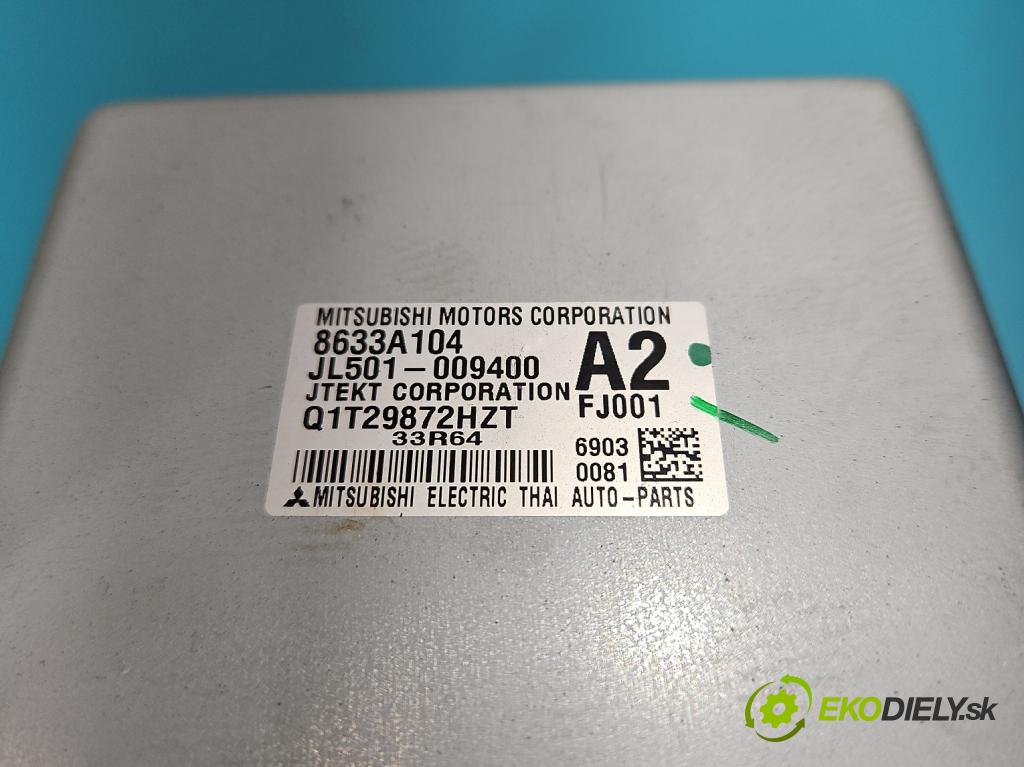 MITSUBISHI MOTORS CORPORATION
8633A104
JL501-009400
A2
JTEKT CORPORATION
FJ001
Q1T29872HZT
33R64
6903
0081
MITSUBISHI ELECTRIC THAI AUTO-PARTS
EKODIELY.sk